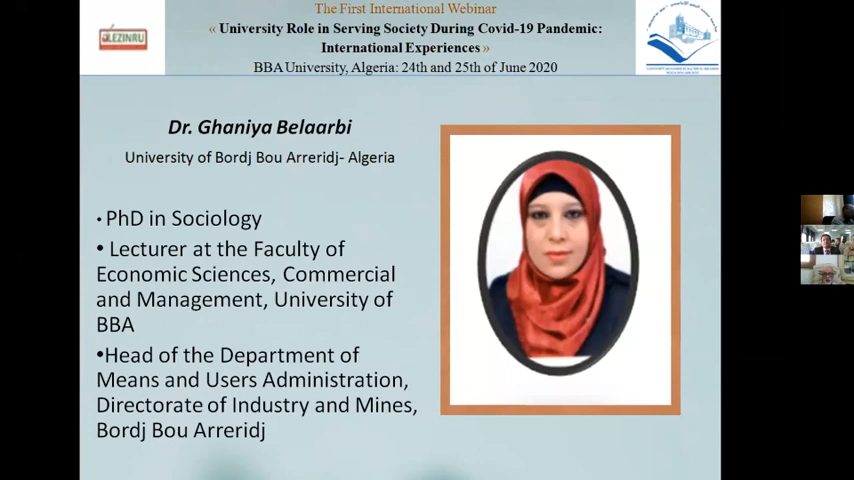 The First International Webinar
« University Role in Serving Society During Covid-19 Pandemic:
International Experiences »
BBA University, Algeria: 24th and 25th of June 2020
Dr. Ghaniya Belaarbi
University of Bordj Bou Arreridj- Algeria
• PhD in Sociology
• Lecturer at the Faculty of
Economic Sciences, Commercial
and Management, University of
BBA
•Head of the Department of
Means and Users Administration,
Directorate of Industry and Mines,
Bordj Bou Arreridj